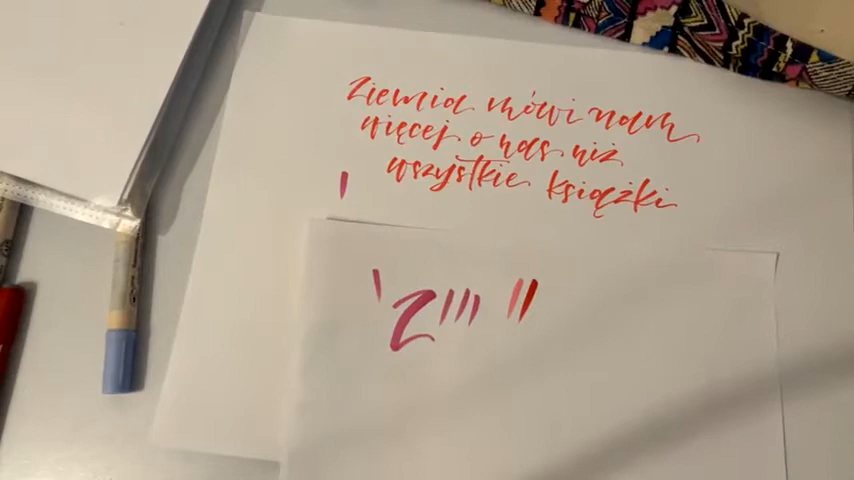 Ziemia mówi nam
więcej o nas niż
wszystkie książki
Z